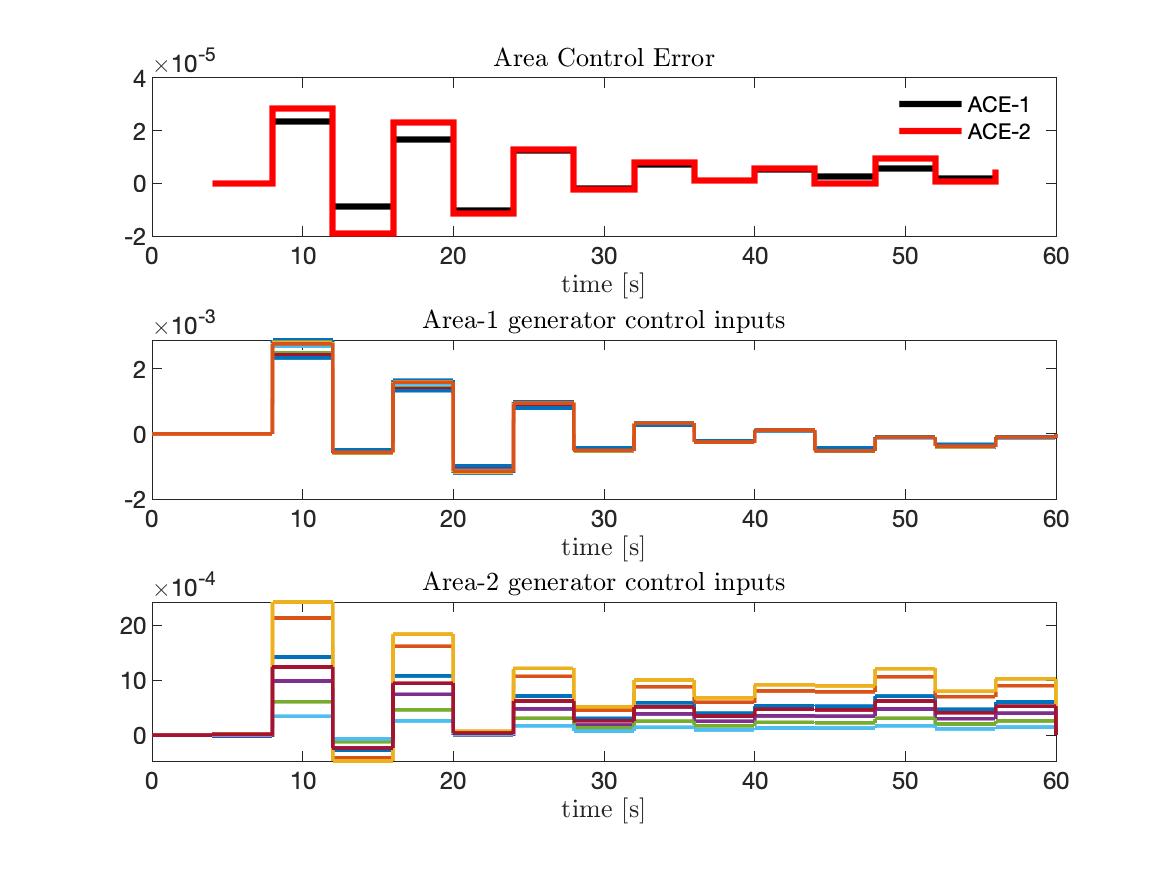 Area Control Error
×10-5
4
2
0
-2
ACE-1
ACE-2
0 10 20 30 40 50 60
time [s]
Area-1 generator control inputs
×10-3
2
0
-2
0 10 20 30 40 50 60
time [s]
Area-2 generator control inputs
×10-4
20
10
0
0 10 20 30 40 50 60
time [s]